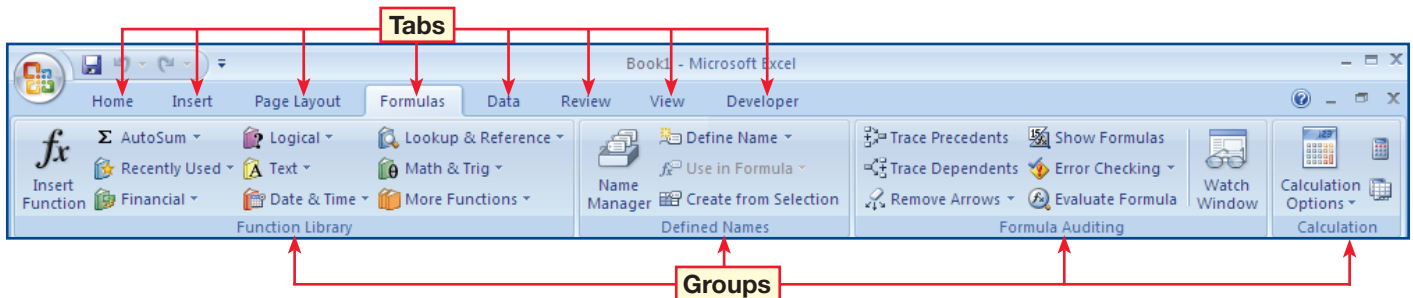 Tabs
Book1 - Microsoft Excel
Home Insert Page Layout Formulas Data Review View Developer
fx Σ AutoSum Logical Lookup & Reference Define Name Trace Precedents Show Formulas
Recently Used Text Math & Trig Use in Formula Trace Dependents Error Checking
Insert Function Financial Date & Time More Functions Name Manager Create from Selection Remove Arrows Evaluate Formula Watch Window Calculation Options
Function Library Defined Names Formula Auditing Calculation
Groups